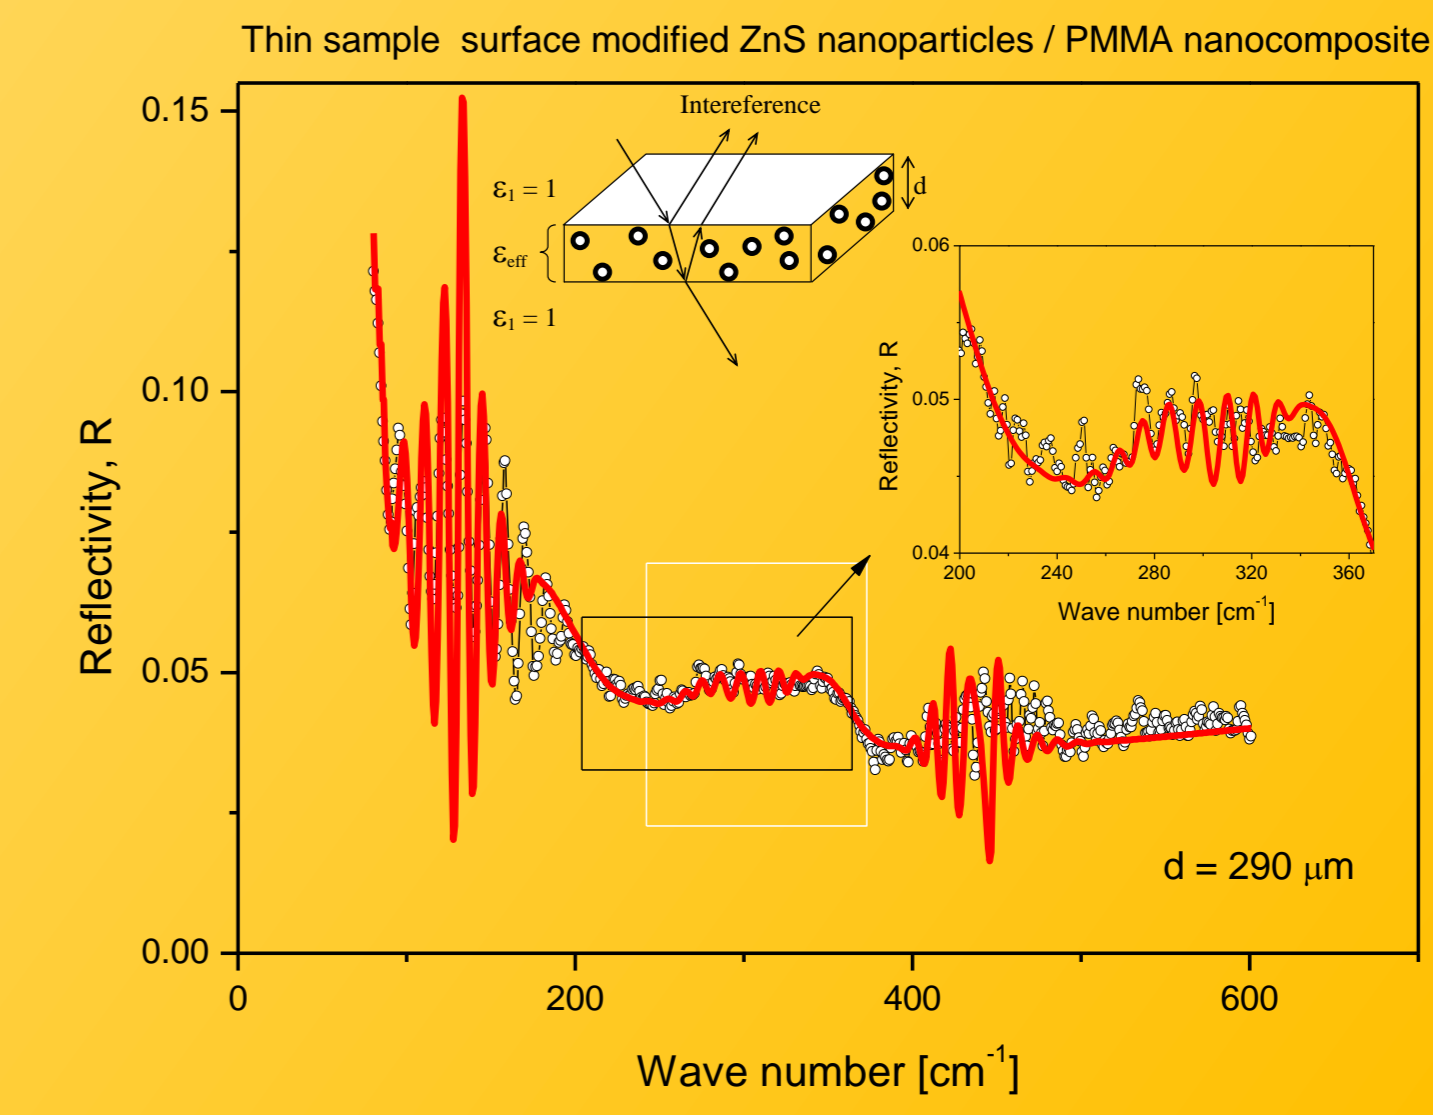 Thin sample  surface modified ZnS nanoparticles / PMMA nanocomposite
Intereference
ε₁ = 1
d
εeff
ε₁ = 1
0.15
0.10
0.05
0.00
Reflectivity, R
0
200
400
600
Wave number [cm⁻¹]
0.06
0.05
0.04
Reflectivity, R
200
240
280
320
360
Wave number [cm⁻¹]
d = 290 μm